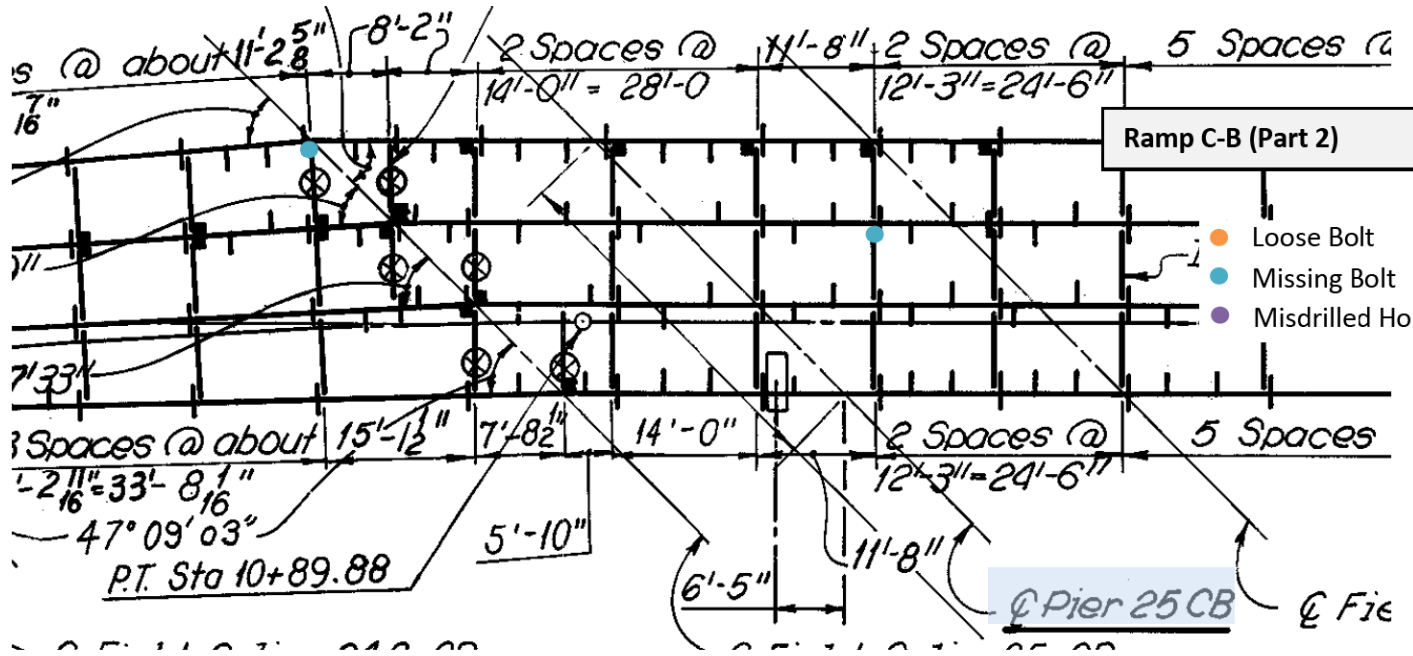 11'-2 5/8"
8'-2"
2 Spaces @
11'-8"
2 Spaces @
5 Spaces @
@ about
14'-0" = 28'-0
12'-3"=24'-6"
7/16"
Ramp C-B (Part 2)
Loose Bolt
Missing Bolt
Misdrilled Ho
7'33"
Spaces @ about
15'-1 1/2"
7'-8 1/2"
14'-0"
2 Spaces @
5 Spaces
-2 11/16"=33'-8 1/16"
12'-3"=24'-6"
47° 09' 03"
5'-10"
11'-8"
P.T. Sta 10+89.88
6'-5"
℄ Pier 25 CB
℄ Fie